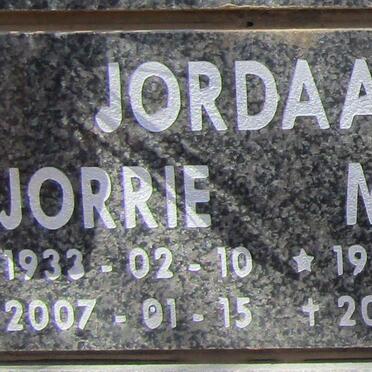 JORDAA
JORRIE M
1933 - 02 - 10 ★ 19
2007 - 01 - 15 † 20